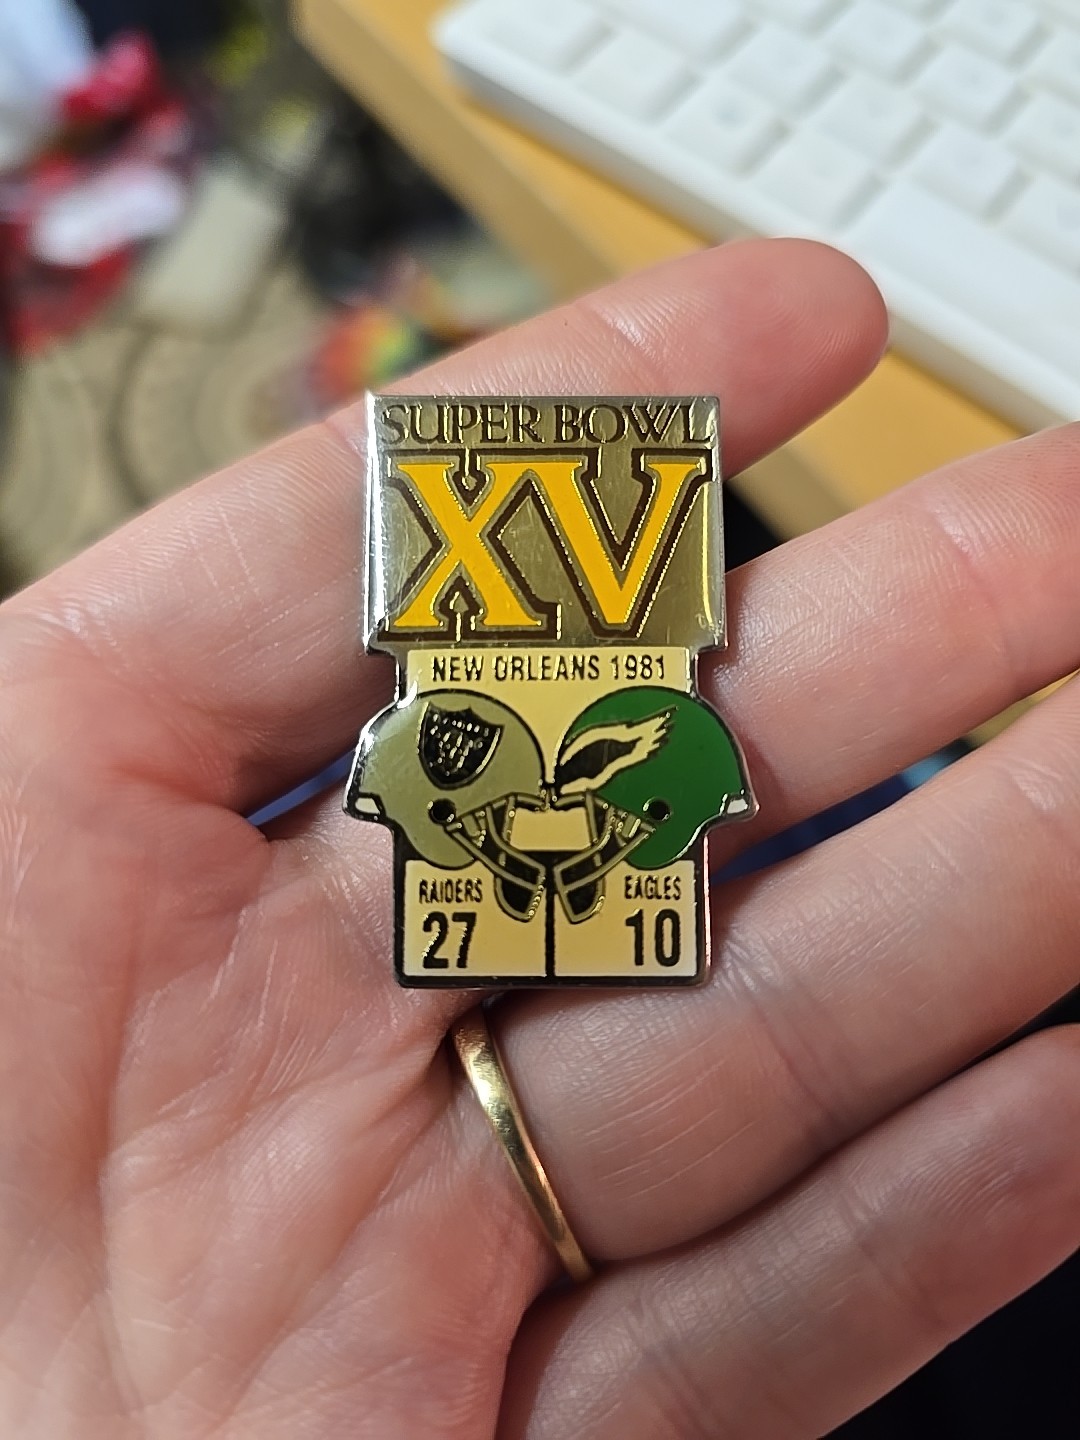 SUPER BOWL
XV
NEW ORLEANS 1981
RAIDERS EAGLES
27 10